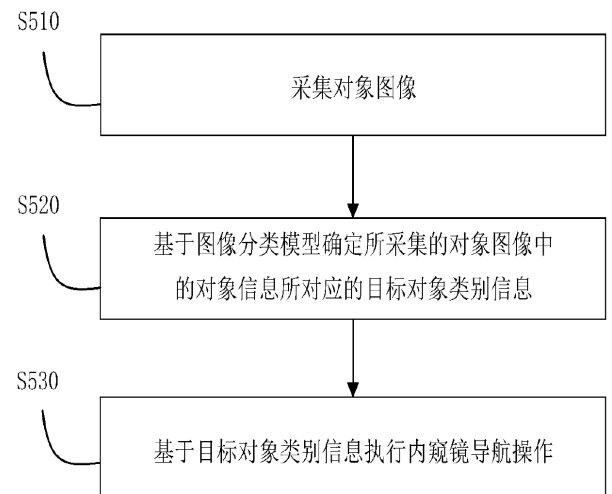 S510
采集对象图像
S520
基于图像分类模型确定所采集的对象图像中
的对象信息所对应的目标对象类别信息
S530
基于目标对象类别信息执行内窥镜导航操作